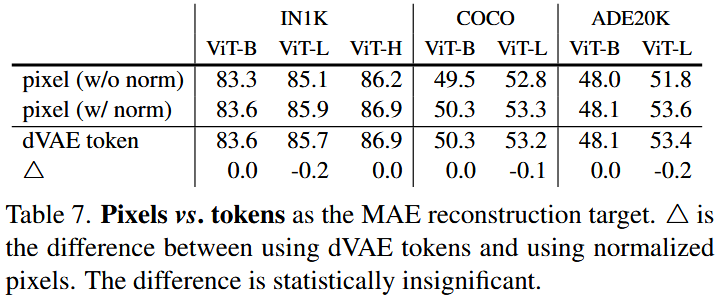 IN1K COCO ADE20K
ViT-B ViT-L ViT-H ViT-B ViT-L ViT-B ViT-L
pixel (w/o norm) 83.3 85.1 86.2 49.5 52.8 48.0 51.8
pixel (w/ norm) 83.6 85.9 86.9 50.3 53.3 48.1 53.6
dVAE token 83.6 85.7 86.9 50.3 53.2 48.1 53.4
△ 0.0 -0.2 0.0 0.0 -0.1 0.0 -0.2
Table 7. Pixels vs. tokens as the MAE reconstruction target. △ is
the difference between using dVAE tokens and using normalized
pixels. The difference is statistically insignificant.